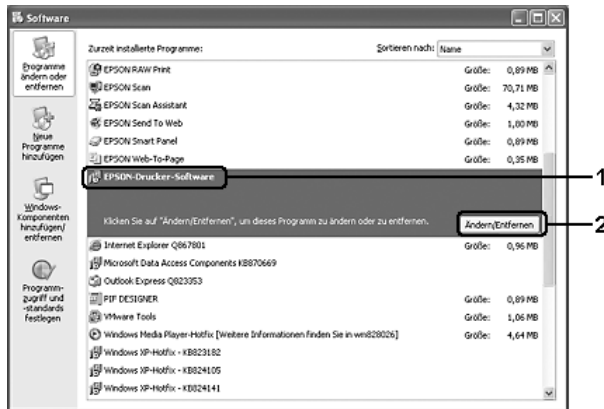 Software
Programme
ändern oder
entfernen
Neue
Programme
hinzufügen
Windows-
Komponenten
hinzufügen/
entfernen
Programm-
zugriff und
-standards
festlegen
Zurzeit installierte Programme:
Sortieren nach: Name
EPSON RAW Print Größe: 0,89 MB
EPSON Scan Größe: 70,71 MB
EPSON Scan Assistant Größe: 4,32 MB
EPSON Send To Web Größe: 1,00 MB
EPSON Smart Panel Größe: 0,89 MB
EPSON Web-To-Page Größe: 0,35 MB
EPSON-Drucker-Software 1
Klicken Sie auf "Ändern/Entfernen", um dieses Programm zu ändern oder zu entfernen. Ändern/Entfernen 2
Internet Explorer Q867801 Größe: 0,96 MB
Microsoft Data Access Components KB870669
Outlook Express Q823353
PIF DESIGNER Größe: 0,89 MB
VMware Tools Größe: 1,06 MB
Windows Media Player-Hotfix [Weitere Informationen finden Sie in wm828026] Größe: 4,64 MB
Windows XP-Hotfix - KB823182
Windows XP-Hotfix - KB824105
Windows XP-Hotfix - KB824141